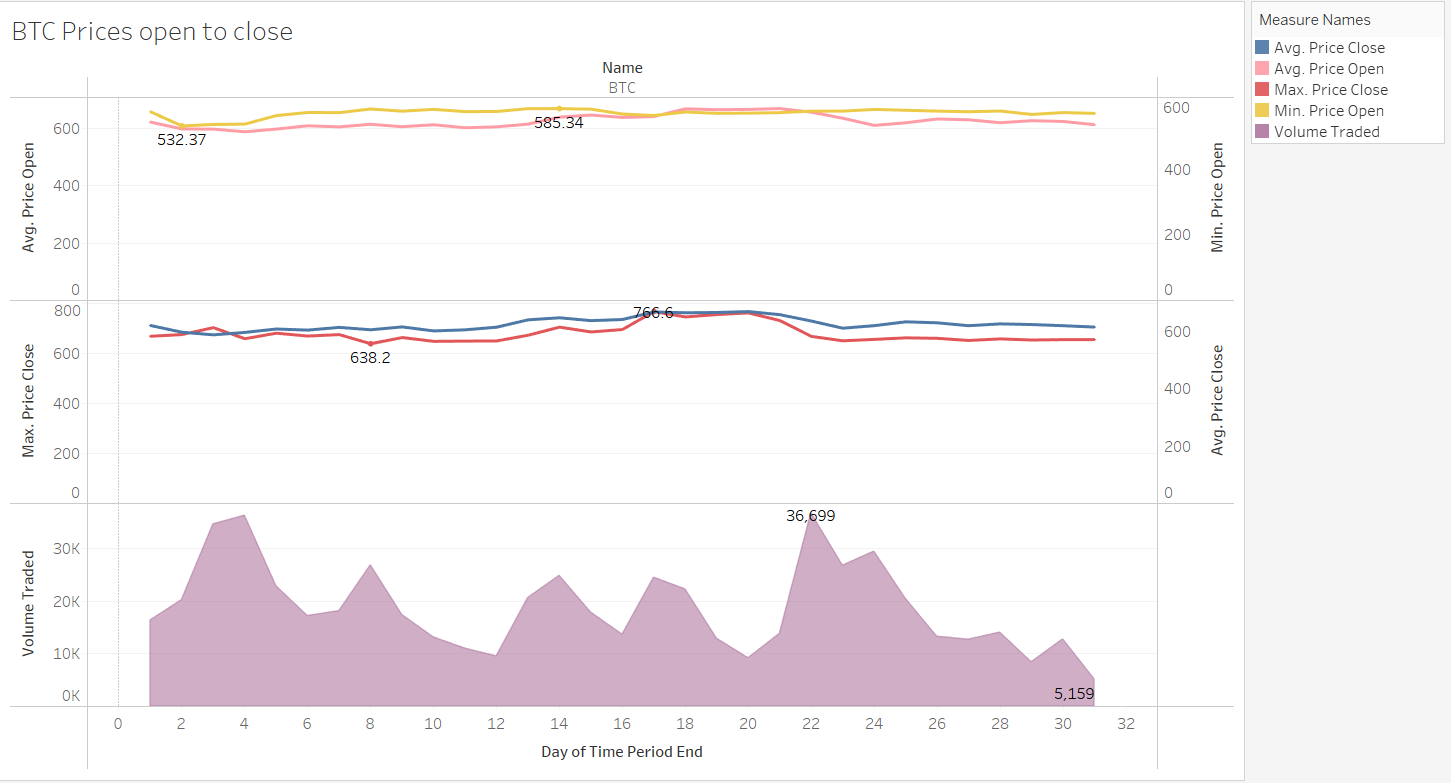 BTC Prices open to close
Measure Names
Avg. Price Close
Avg. Price Open
Max. Price Close
Min. Price Open
Volume Traded
Name
BTC
Avg. Price Open
600
400
200
0
532.37
585.34
600
400
200
0
Min. Price Open
Max. Price Close
800
600
400
200
0
638.2
766.6
600
400
200
0
Avg. Price Close
Volume Traded
30K
20K
10K
0K
36,699
5,159
0 2 4 6 8 10 12 14 16 18 20 22 24 26 28 30 32
Day of Time Period End